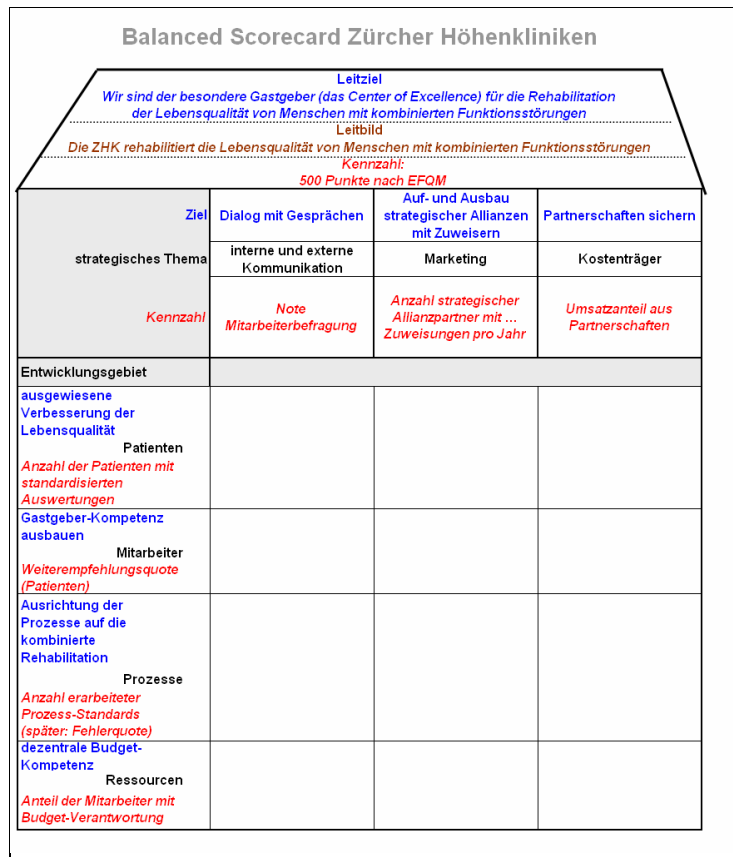 Balanced Scorecard Zürcher Höhenkliniken
Leitziel
Wir sind der besondere Gastgeber (das Center of Excellence) für die Rehabilitation
der Lebensqualität von Menschen mit kombinierten Funktionsstörungen
Leitbild
Die ZHK rehabilitiert die Lebensqualität von Menschen mit kombinierten Funktionsstörungen
Kennzahl:
500 Punkte nach EFQM
Ziel
Dialog mit Gesprächen
Auf- und Ausbau
strategischer Allianzen
mit Zuweisern
Partnerschaften sichern
strategisches Thema
interne und externe
Kommunikation
Marketing
Kostenträger
Kennzahl
Note
Mitarbeiterbefragung
Anzahl strategischer
Allianzpartner mit ...
Zuweisungen pro Jahr
Umsatzanteil aus
Partnerschaften
Entwicklungsgebiet
ausgewiesene
Verbesserung der
Lebensqualität
Patienten
Anzahl der Patienten mit
standardisierten
Auswertungen
Gastgeber-Kompetenz
ausbauen
Mitarbeiter
Weiterempfehlungsquote
(Patienten)
Ausrichtung der
Prozesse auf die
kombinierte
Rehabilitation
Prozesse
Anzahl erarbeiteter
Prozess-Standards
(später: Fehlerquote)
dezentrale Budget-
Kompetenz
Ressourcen
Anteil der Mitarbeiter mit
Budget-Verantwortung